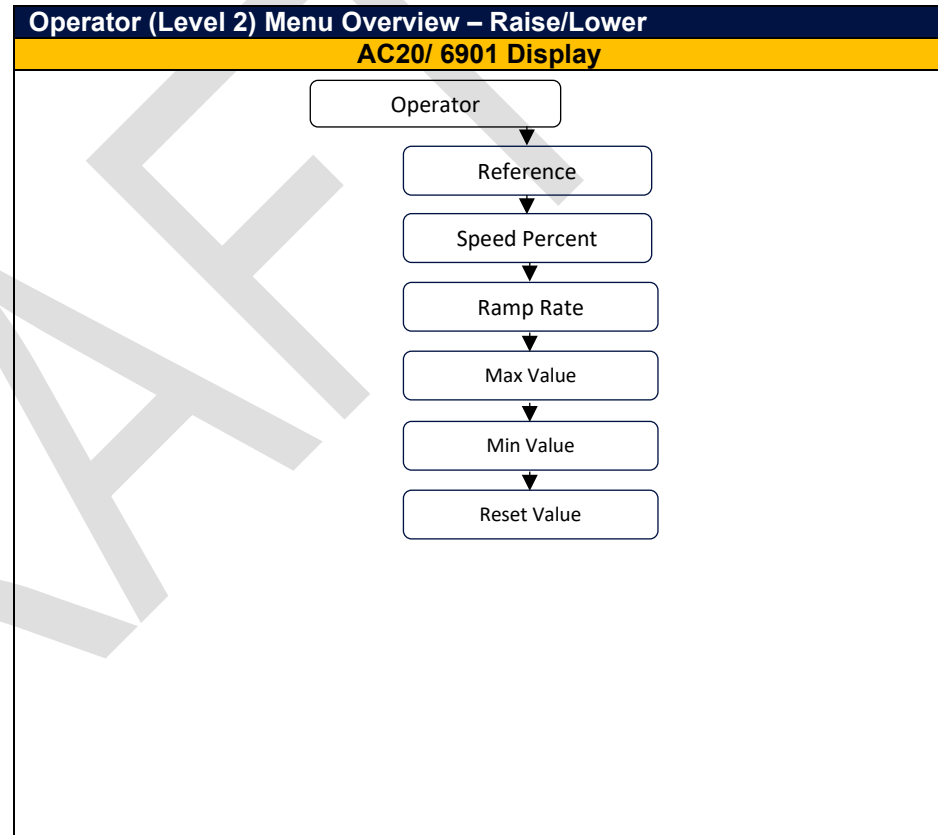 Operator (Level 2) Menu Overview – Raise/Lower
AC20/ 6901 Display
Operator
Reference
Speed Percent
Ramp Rate
Max Value
Min Value
Reset Value